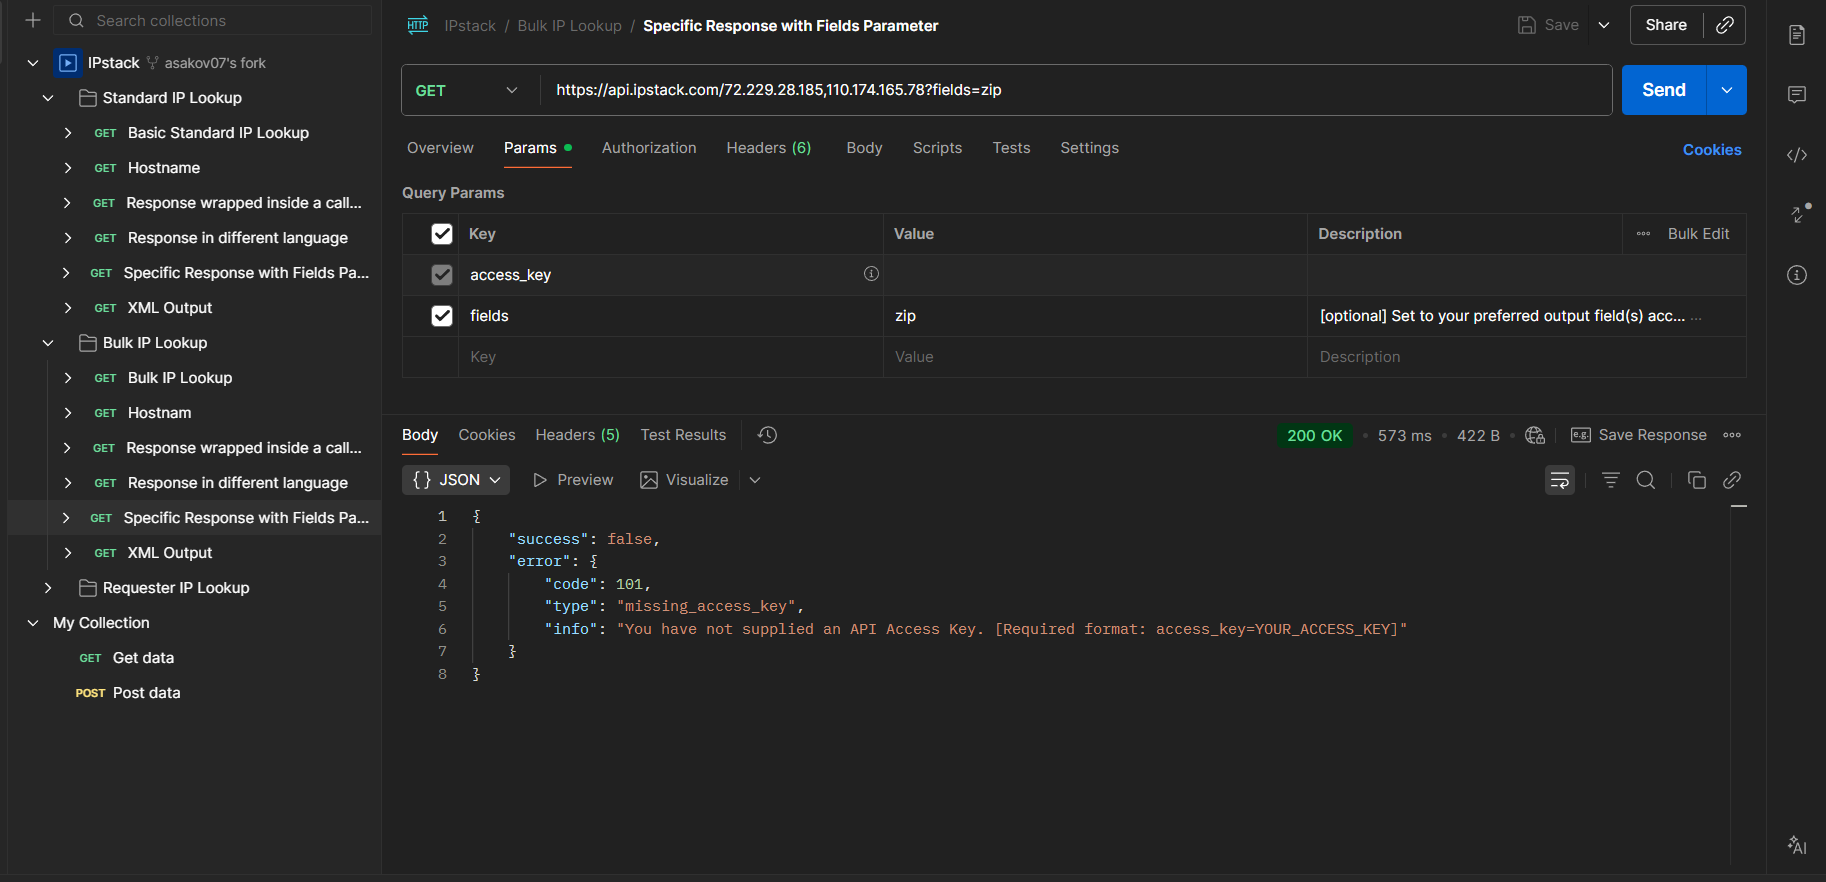 Search collections
IPstack asakov07's fork
Standard IP Lookup
GET Basic Standard IP Lookup
GET Hostname
GET Response wrapped inside a call...
GET Response in different language
GET Specific Response with Fields Pa...
GET XML Output
Bulk IP Lookup
GET Bulk IP Lookup
GET Hostnam
GET Response wrapped inside a call...
GET Response in different language
GET Specific Response with Fields Pa...
GET XML Output
Requester IP Lookup
My Collection
GET Get data
POST Post data
HTTP IPstack / Bulk IP Lookup / Specific Response with Fields Parameter
Save
Share
GET https://api.ipstack.com/72.229.28.185,110.174.165.78?fields=zip
Send
Overview Params Authorization Headers (6) Body Scripts Tests Settings
Cookies
Query Params
Key Value Description Bulk Edit
access_key
fields zip [optional] Set to your preferred output field(s) acc...
Key Value Description
Body Cookies Headers (5) Test Results
200 OK 573 ms 422 B e.g. Save Response
{} JSON Preview Visualize
1 {
2 "success": false,
3 "error": {
4 "code": 101,
5 "type": "missing_access_key",
6 "info": "You have not supplied an API Access Key. [Required format: access_key=YOUR_ACCESS_KEY]"
7 }
8 }
AI